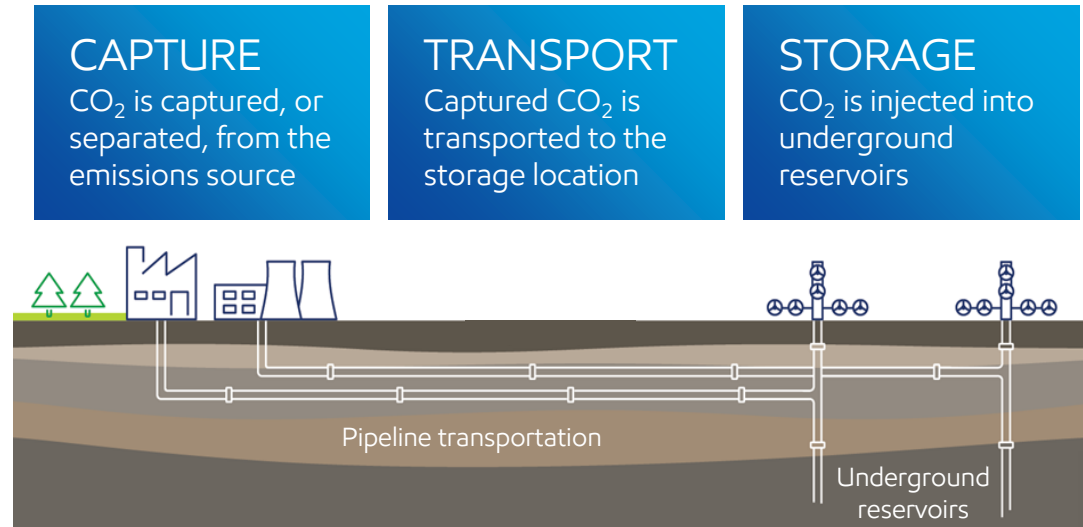 CAPTURE
CO₂ is captured, or
separated, from the
emissions source
TRANSPORT
Captured CO₂ is
transported to the
storage location
STORAGE
CO₂ is injected into
underground
reservoirs
Pipeline transportation
Underground
reservoirs